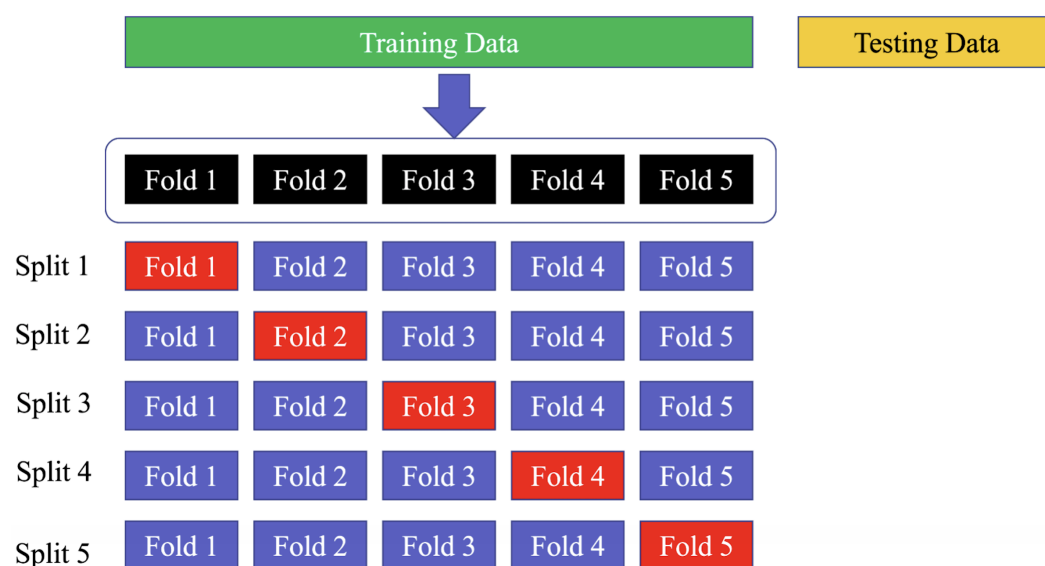 Training Data Testing Data
Fold 1 Fold 2 Fold 3 Fold 4 Fold 5
Split 1 Fold 1 Fold 2 Fold 3 Fold 4 Fold 5
Split 2 Fold 1 Fold 2 Fold 3 Fold 4 Fold 5
Split 3 Fold 1 Fold 2 Fold 3 Fold 4 Fold 5
Split 4 Fold 1 Fold 2 Fold 3 Fold 4 Fold 5
Split 5 Fold 1 Fold 2 Fold 3 Fold 4 Fold 5